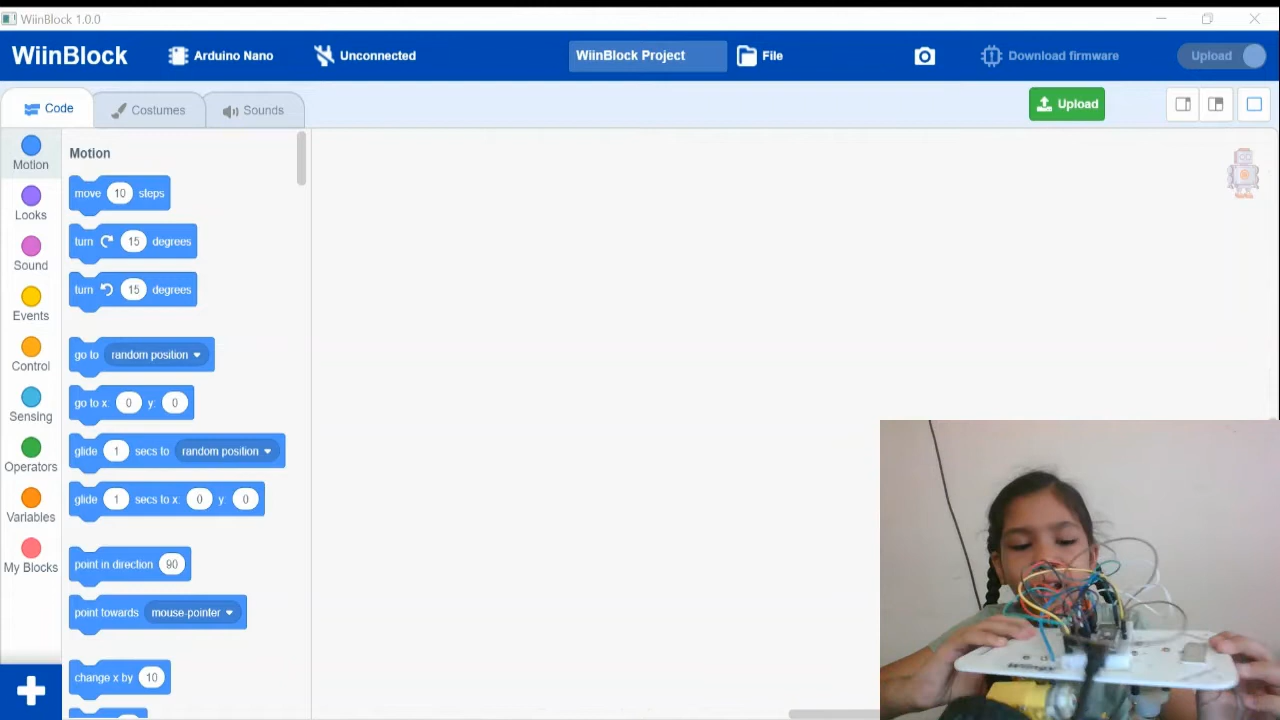 WiinBlock 1.0.0
WiinBlock Arduino Nano Unconnected WiinBlock Project File Download firmware Upload
Code Costumes Sounds Upload
Motion
Looks
Sound
Events
Control
Sensing
Operators
Variables
My Blocks
Motion
move 10 steps
turn 15 degrees
turn 15 degrees
go to random position
go to x: 0 y: 0
glide 1 secs to random position
glide 1 secs to x: 0 y: 0
point in direction 90
point towards mouse-pointer
change x by 10